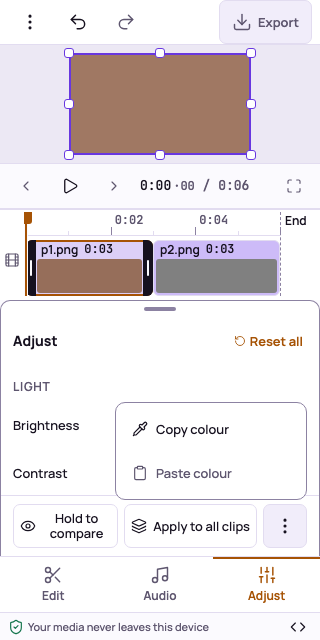 Export
0:00.00 / 0:06
0:02 0:04 End
p1.png 0:03 p2.png 0:03
Adjust Reset all
LIGHT
Brightness
Copy colour
Contrast
Paste colour
Hold to
compare
Apply to all clips
Edit Audio Adjust
Your media never leaves this device